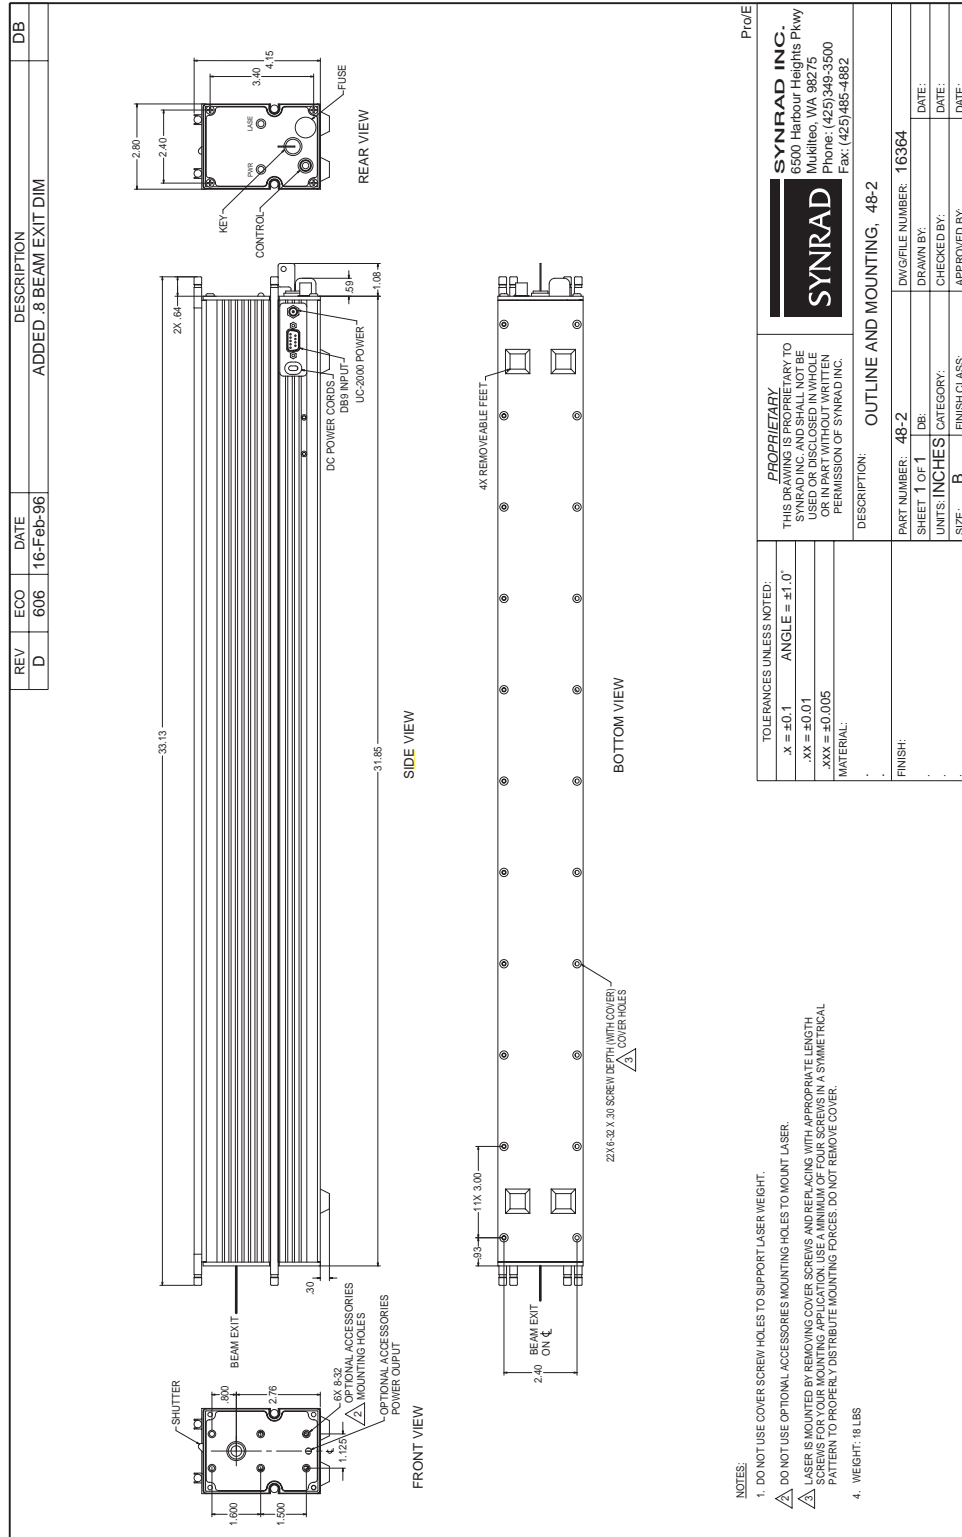 REV ECO DATE DESCRIPTION DB
D 606 16-Feb-96 ADDED .8 BEAM EXIT DIM
33.13
2X .64
31.85
.59
1.08
.30
BEAM EXIT
DC POWER CORDS
DB9 INPUT
UC-2000 POWER
SIDE VIEW
2.80
2.40
3.40
4.15
PWR
LASE
KEY
CONTROL
FUSE
REAR VIEW
SHUTTER
.800
2.76
1.600
1.500
1.125
℄
6X 8-32
OPTIONAL ACCESSORIES
MOUNTING HOLES
2
OPTIONAL ACCESSORIES
POWER OUPUT
FRONT VIEW
4X REMOVEABLE FEET
11X 3.00
.93
BEAM EXIT
ON ℄
2.40
22X 6-32 X .30 SCREW DEPTH (WITH COVER)
COVER HOLES
3
BOTTOM VIEW
NOTES:
1. DO NOT USE COVER SCREW HOLES TO SUPPORT LASER WEIGHT.
2 DO NOT USE OPTIONAL ACCESSORIES MOUNTING HOLES TO MOUNT LASER.
3 LASER IS MOUNTED BY REMOVING COVER SCREWS AND REPLACING WITH APPROPRIATE LENGTH
SCREWS FOR YOUR MOUNTING APPLICATION. USE A MINIMUM OF FOUR SCREWS IN A SYMMETRICAL
PATTERN TO PROPERLY DISTRIBUTE MOUNTING FORCES. DO NOT REMOVE COVER.
4. WEIGHT: 18 LBS
Pro/E
TOLERANCES UNLESS NOTED:
.X = ±0.1 ANGLE = ±1.0°
.XX = ±0.01
.XXX = ±0.005
MATERIAL:
FINISH:
PROPRIETARY
THIS DRAWING IS PROPRIETARY TO
SYNRAD INC. AND SHALL NOT BE
USED OR DISCLOSED IN WHOLE
OR IN PART WITHOUT WRITTEN
PERMISSION OF SYNRAD INC.
SYNRAD
SYNRAD INC.
6500 Harbour Heights Pkwy
Mukilteo, WA 98275
Phone: (425)349-3500
Fax: (425)485-4882
DESCRIPTION:
OUTLINE AND MOUNTING, 48-2
PART NUMBER: 48-2 DWG/FILE NUMBER: 16364
SHEET 1 OF 1 DB: DRAWN BY: DATE:
UNITS: INCHES CATEGORY: CHECKED BY: DATE:
SIZE: B FINISH CLASS: APPROVED BY: DATE: